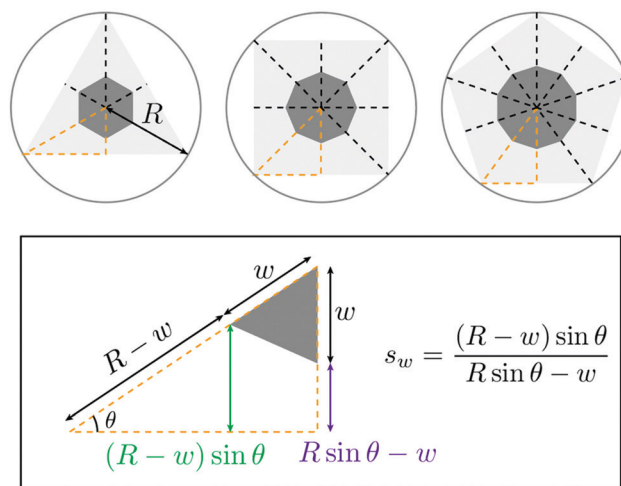 R
w
w
R − w
s_w = (R − w) sin θ / (R sin θ − w)
θ
(R − w) sin θ
R sin θ − w